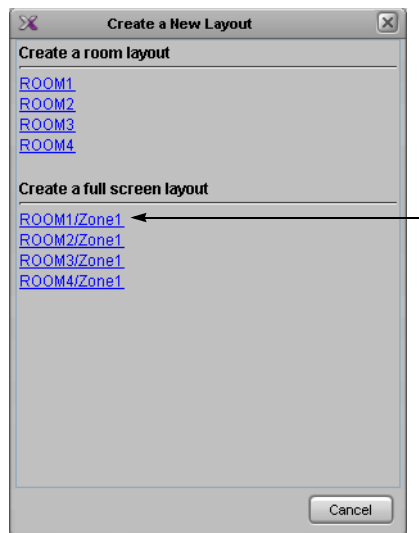 Create a New Layout
Create a room layout
ROOM1
ROOM2
ROOM3
ROOM4
Create a full screen layout
ROOM1/Zone1
ROOM2/Zone1
ROOM3/Zone1
ROOM4/Zone1
Cancel